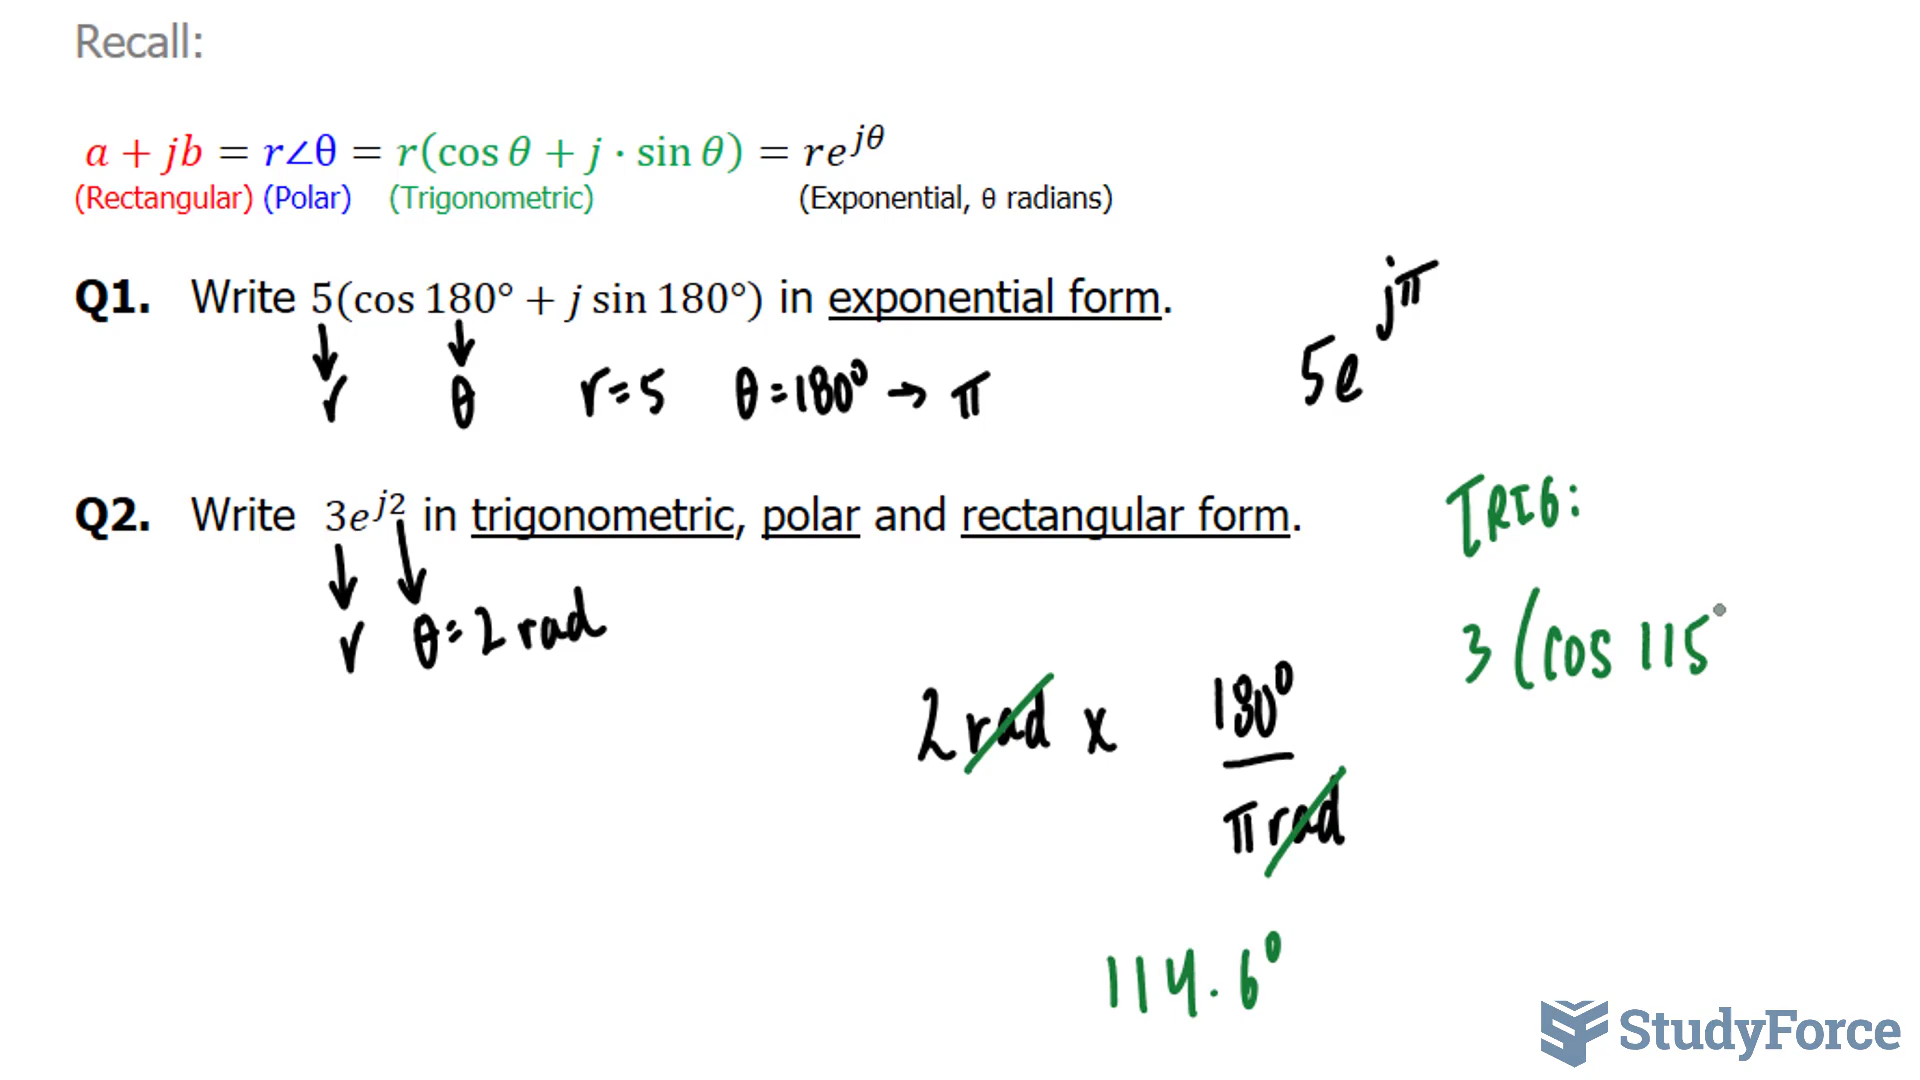 Recall:
a + jb = r∠θ = r(cos θ + j · sin θ) = re^{jθ}
(Rectangular) (Polar) (Trigonometric) (Exponential, θ radians)
Q1. Write 5(cos 180° + j sin 180°) in exponential form.
r θ r=5 θ=180° → π
5e^{jπ}
Q2. Write 3e^{j2} in trigonometric, polar and rectangular form.
r θ=2 rad
2 rad x 180°
π rad
114.6°
TRIG:
3 (cos 115°
StudyForce